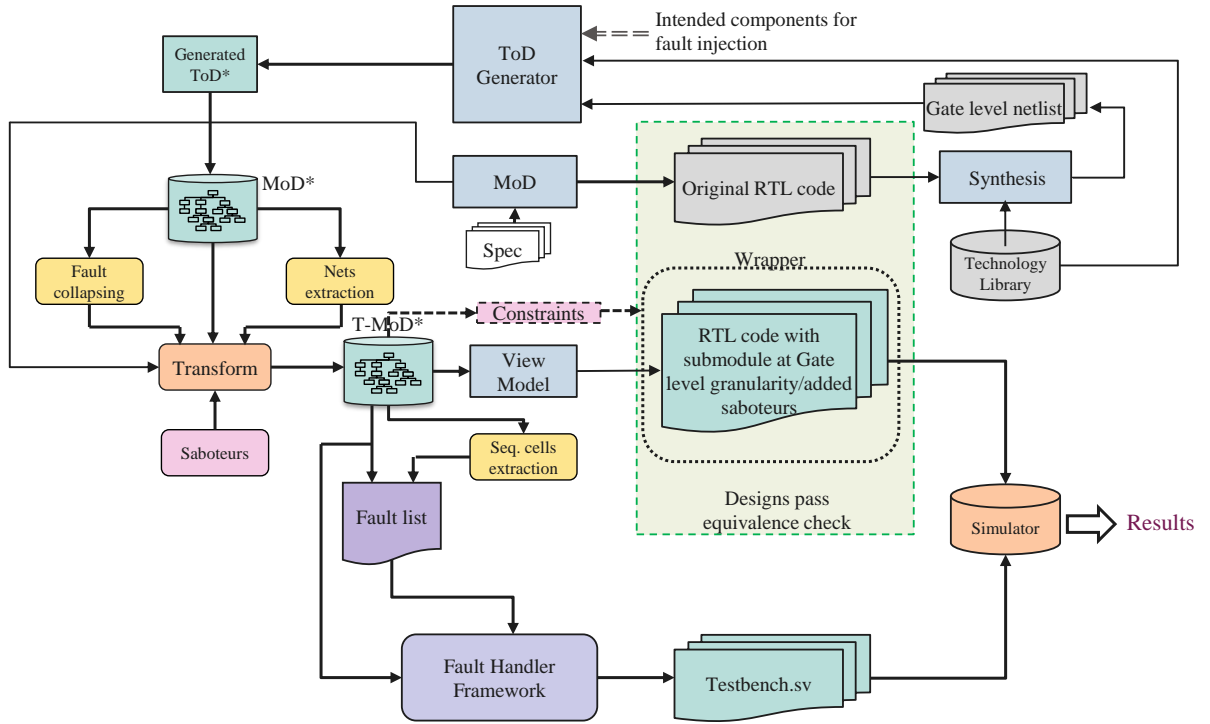 Intended components for
fault injection
Generated
ToD*
ToD
Generator
Gate level netlist
MoD*
MoD
Original RTL code
Synthesis
Spec
Technology
Library
Wrapper
Fault
collapsing
Nets
extraction
T-MoD*
Constraints
Transform
View
Model
RTL code with
submodule at Gate
level granularity/added
saboteurs
Saboteurs
Seq. cells
extraction
Fault list
Designs pass
equivalence check
Simulator
Results
Fault Handler
Framework
Testbench.sv